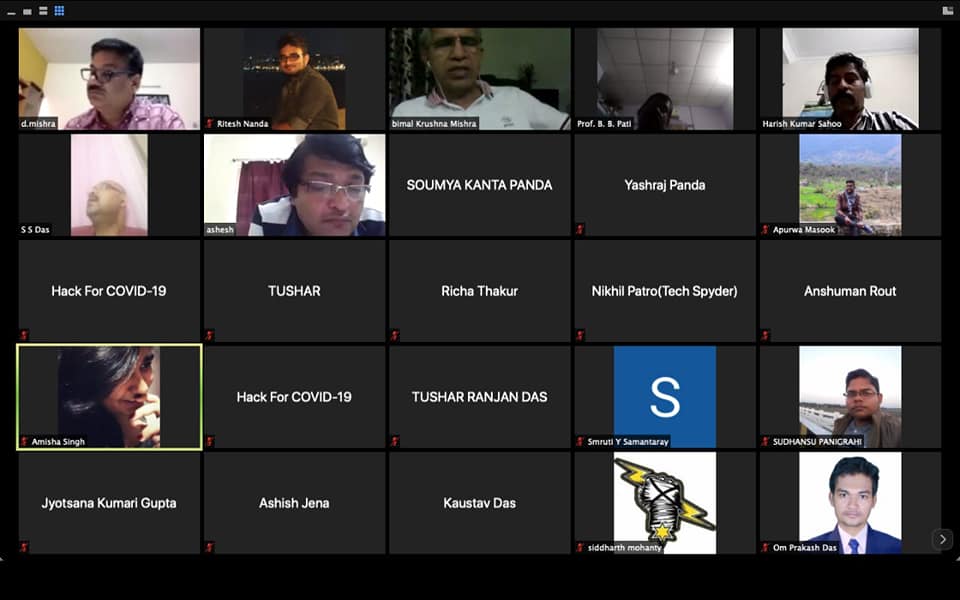 d.mishra
Ritesh Nanda
bimal Krushna Mishra
Prof. B. B. Pati
Harish Kumar Sahoo
S S Das
ashesh
SOUMYA KANTA PANDA
Yashraj Panda
Apurwa Masook
Hack For COVID-19
TUSHAR
Richa Thakur
Nikhil Patro(Tech Spyder)
Anshuman Rout
Amisha Singh
Hack For COVID-19
TUSHAR RANJAN DAS
S
Smruti Y Samantaray
SUDHANSU PANIGRAHI
Jyotsana Kumari Gupta
Ashish Jena
Kaustav Das
siddharth mohanty
Om Prakash Das